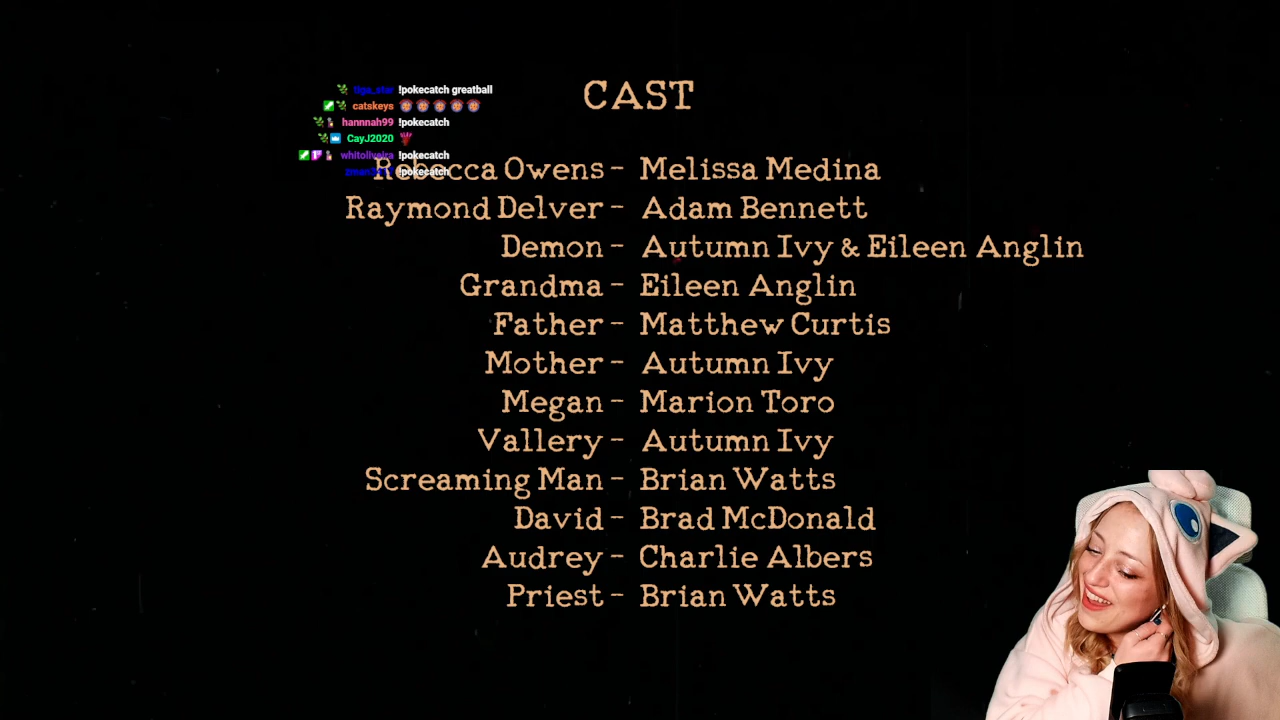 CAST
tiga_star !pokecatch greatball
catskeys
hannnah99 !pokecatch
CayJ2020
whitoliveira !pokecatch
!pokecatch
Rebecca Owens - Melissa Medina
Raymond Delver - Adam Bennett
Demon - Autumn Ivy & Eileen Anglin
Grandma - Eileen Anglin
Father - Matthew Curtis
Mother - Autumn Ivy
Megan - Marion Toro
Vallery - Autumn Ivy
Screaming Man - Brian Watts
David - Brad McDonald
Audrey - Charlie Albers
Priest - Brian Watts